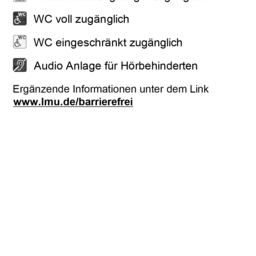 WC voll zugänglich
WC eingeschränkt zugänglich
Audio Anlage für Hörbehinderten
Ergänzende Informationen unter dem Link
www.lmu.de/barrierefrei